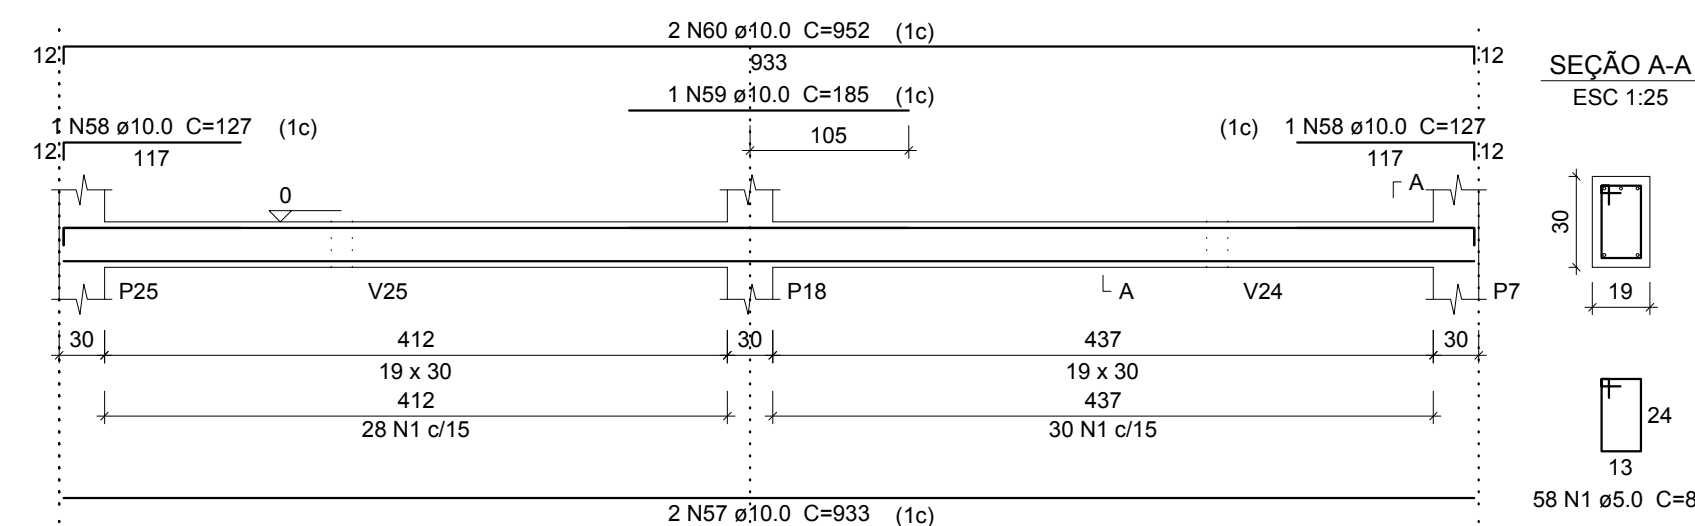 2 N60 ø10.0 C=952 (1c)
12
933
12
SEÇÃO A-A
ESC 1:25
1 N59 ø10.0 C=185 (1c)
105
1 N58 ø10.0 C=127 (1c)
12
117
(1c) 1 N58 ø10.0 C=127
117
12
A
0
30
19
P25
V25
P18
A
V24
P7
30
412
30
437
30
19 x 30
19 x 30
412
437
28 N1 c/15
30 N1 c/15
24
13
58 N1 ø5.0 C=8
2 N57 ø10.0 C=933 (1c)